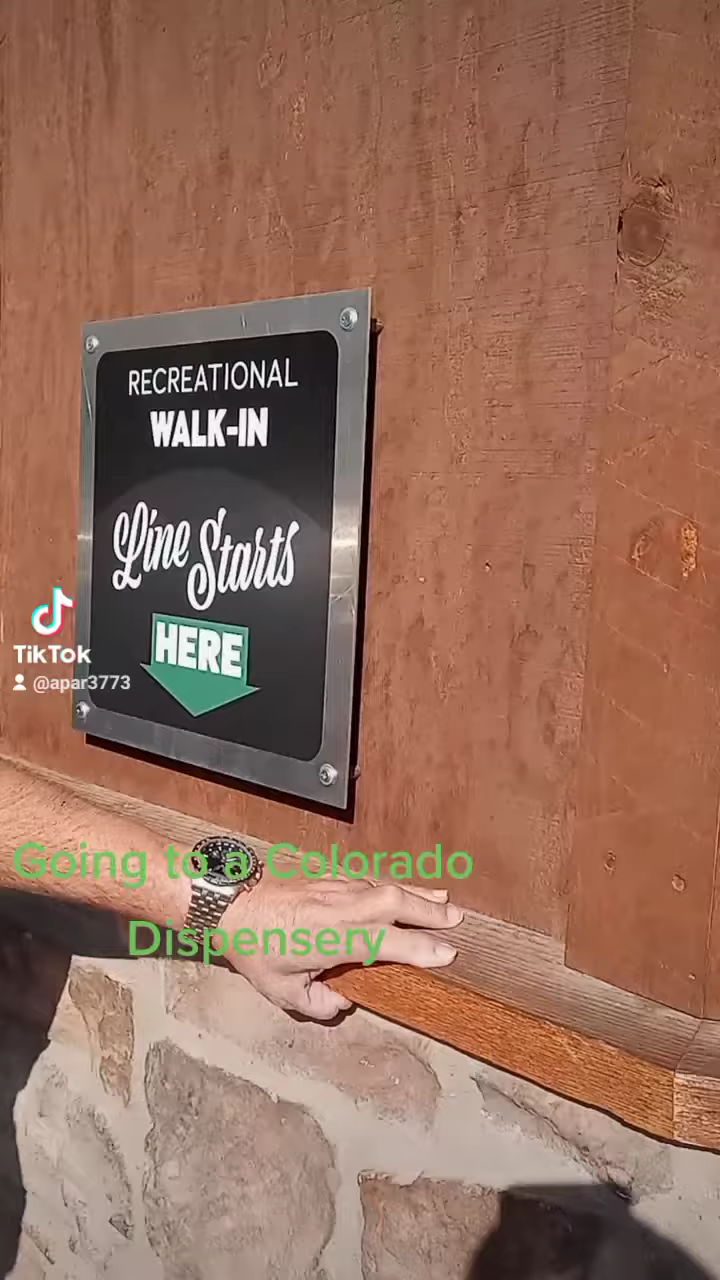 RECREATIONAL
WALK-IN
Line Starts
HERE
TikTok
@apar3773
Going to a Colorado
Dispensery